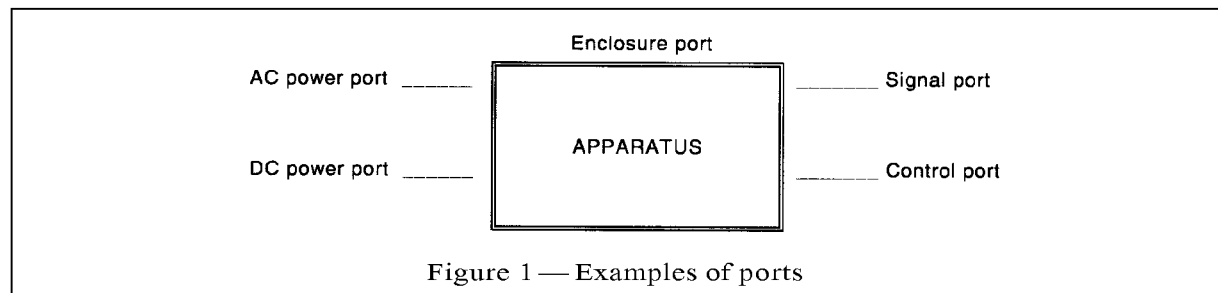 Enclosure port
AC power port
Signal port
APPARATUS
DC power port
Control port
Figure 1 — Examples of ports